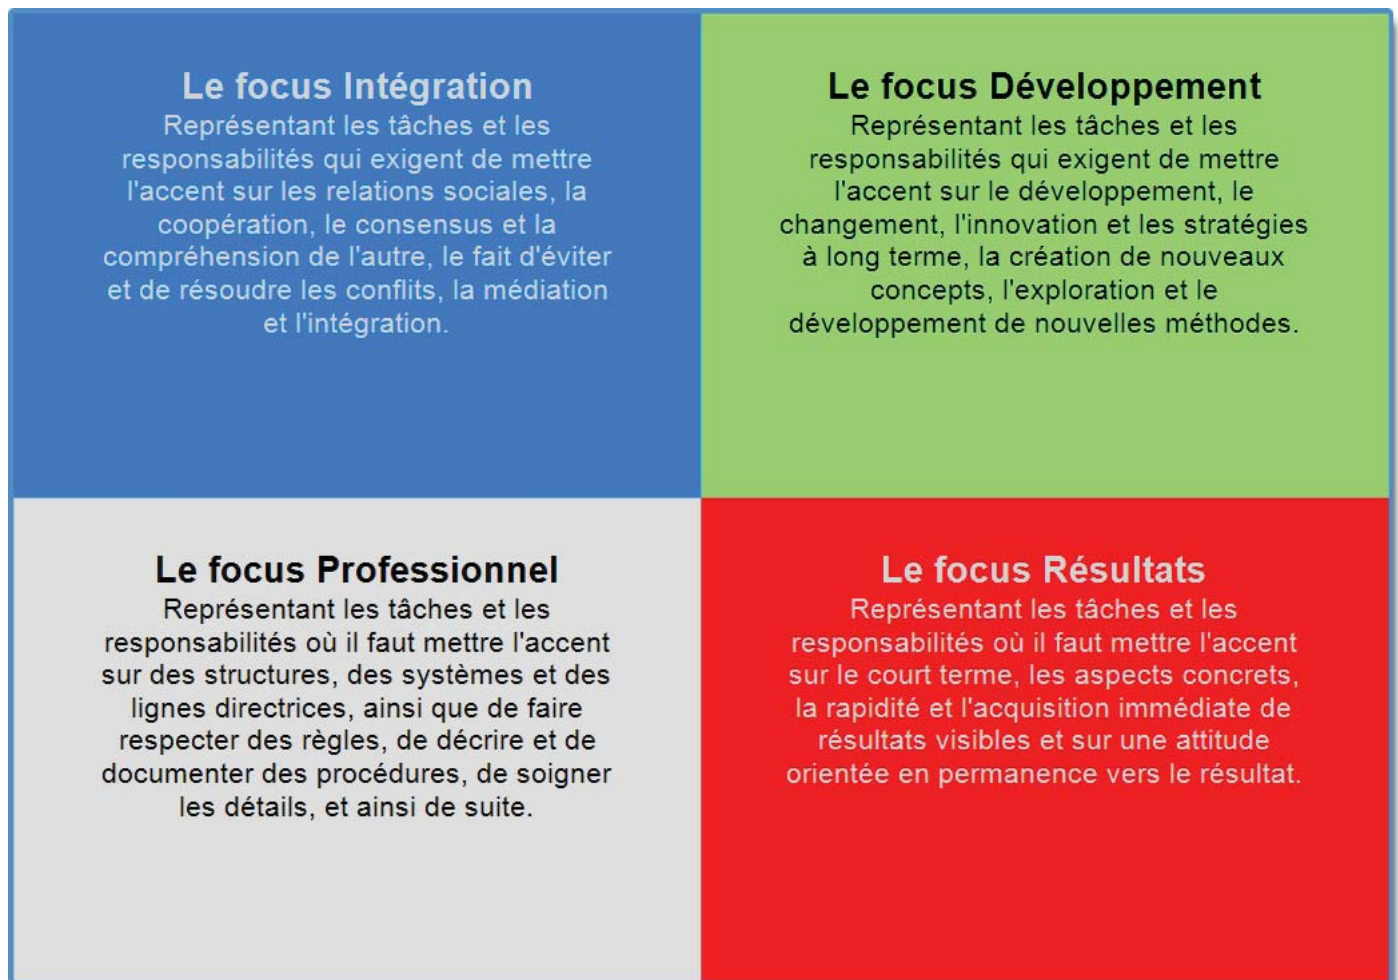 Le focus Intégration
Représentant les tâches et les
responsabilités qui exigent de mettre
l'accent sur les relations sociales, la
coopération, le consensus et la
compréhension de l'autre, le fait d'éviter
et de résoudre les conflits, la médiation
et l'intégration.
Le focus Développement
Représentant les tâches et les
responsabilités qui exigent de mettre
l'accent sur le développement, le
changement, l'innovation et les stratégies
à long terme, la création de nouveaux
concepts, l'exploration et le
développement de nouvelles méthodes.
Le focus Professionnel
Représentant les tâches et les
responsabilités où il faut mettre l'accent
sur des structures, des systèmes et des
lignes directrices, ainsi que de faire
respecter des règles, de décrire et de
documenter des procédures, de soigner
les détails, et ainsi de suite.
Le focus Résultats
Représentant les tâches et les
responsabilités où il faut mettre l'accent
sur le court terme, les aspects concrets,
la rapidité et l'acquisition immédiate de
résultats visibles et sur une attitude
orientée en permanence vers le résultat.